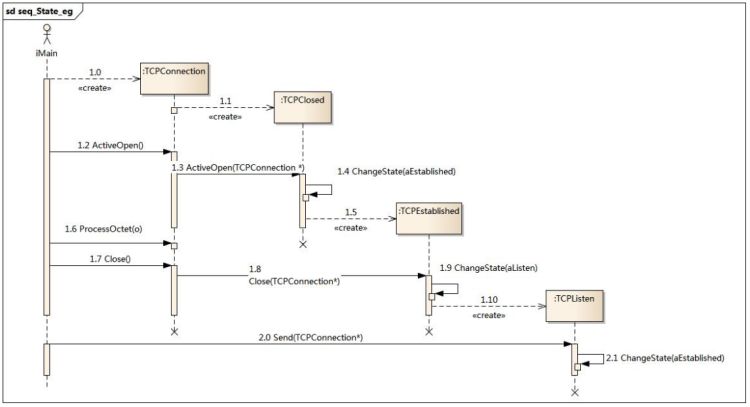 sd seq_State_eg
iMain
1.0
«create»
:TCPConnection
1.1
«create»
:TCPClosed
1.2 ActiveOpen()
1.3 ActiveOpen(TCPConnection *)
1.4 ChangeState(aEstablished)
1.5
«create»
:TCPEstablished
1.6 ProcessOctet(o)
1.7 Close()
1.8
Close(TCPConnection*)
1.9 ChangeState(aListen)
1.10
«create»
:TCPListen
2.0 Send(TCPConnection*)
2.1 ChangeState(aEstablished)